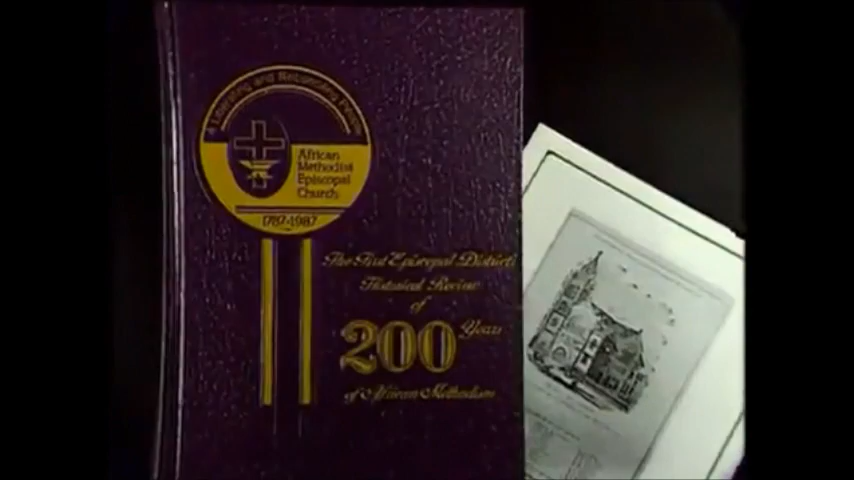 A Liberating and Reconciling People
African
Methodist
Episcopal
Church
1787-1987
The First Episcopal District
Historical Review
of
200 Years
of African Methodism